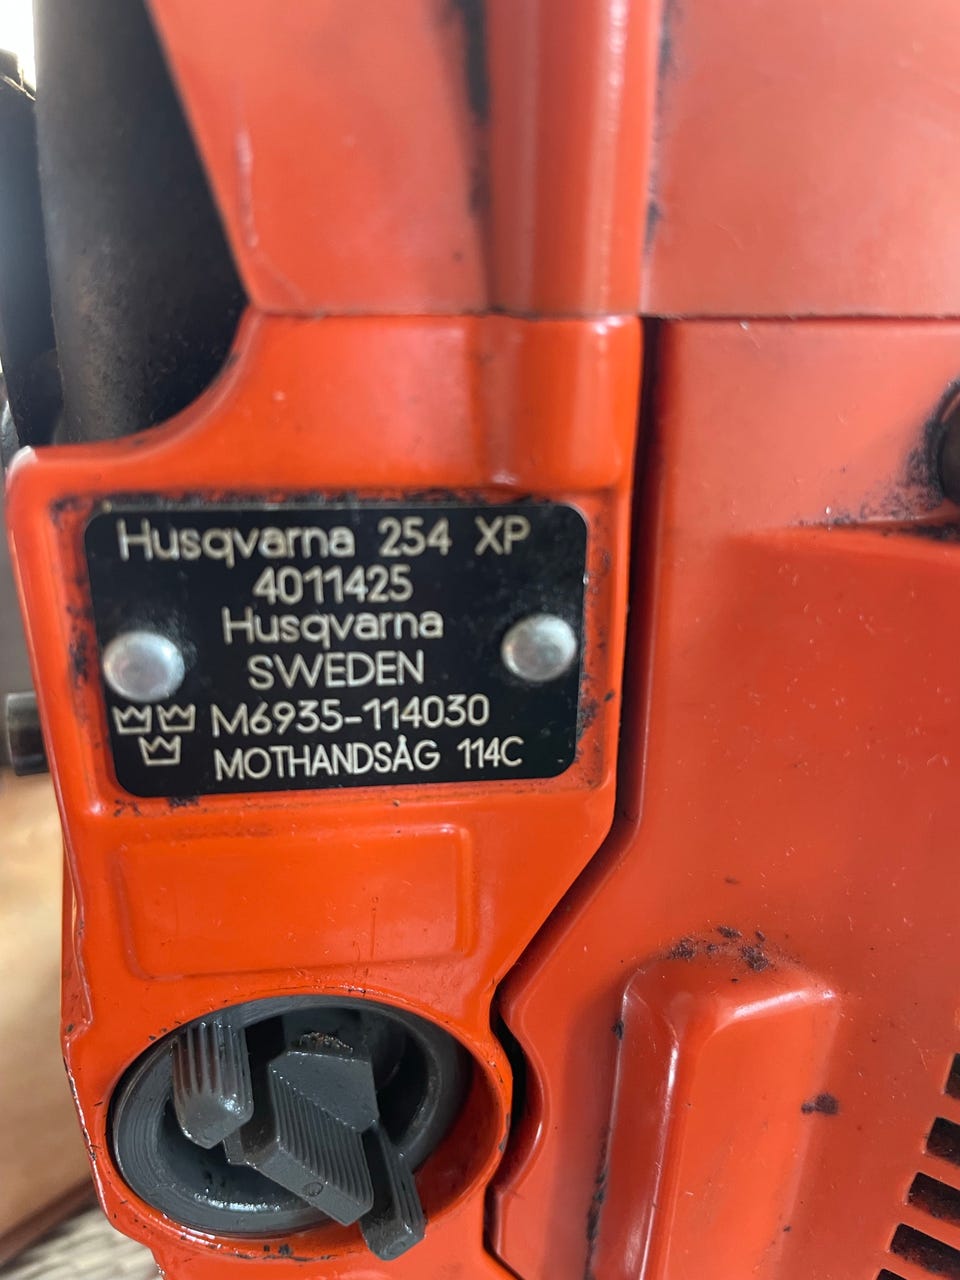 Husqvarna 254 XP
4011425
Husqvarna
SWEDEN
M6935-114030
MOTHANDSÅG 114C